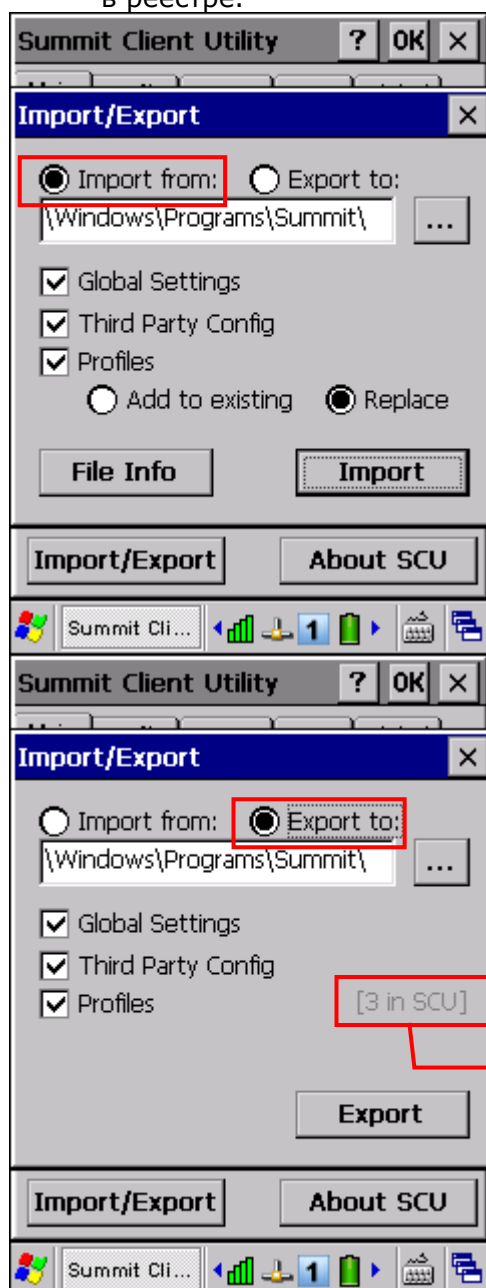 в реестре.
Summit Client Utility ? OK ×
Import/Export ×
Import from: Export to:
\Windows\Programs\Summit\ ...
Global Settings
Third Party Config
Profiles
Add to existing Replace
File Info Import
Import/Export About SCU
Summit Cli... 1
Summit Client Utility ? OK ×
Import/Export ×
Import from: Export to:
\Windows\Programs\Summit\ ...
Global Settings
Third Party Config
Profiles [3 in SCU]
Export
Import/Export About SCU
Summit Cli... 1